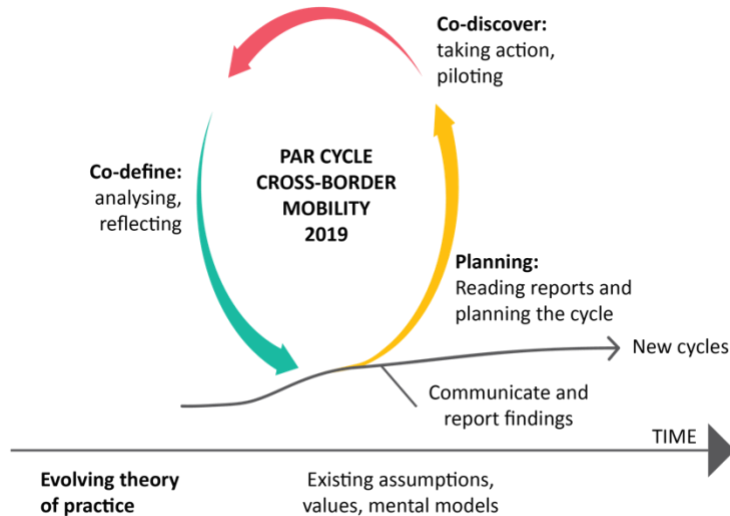 Co-discover:
taking action,
piloting
Co-define:
analysing,
reflecting
PAR CYCLE
CROSS-BORDER
MOBILITY
2019
Planning:
Reading reports and
planning the cycle
New cycles
Communicate and
report findings
TIME
Evolving theory
of practice
Existing assumptions,
values, mental models